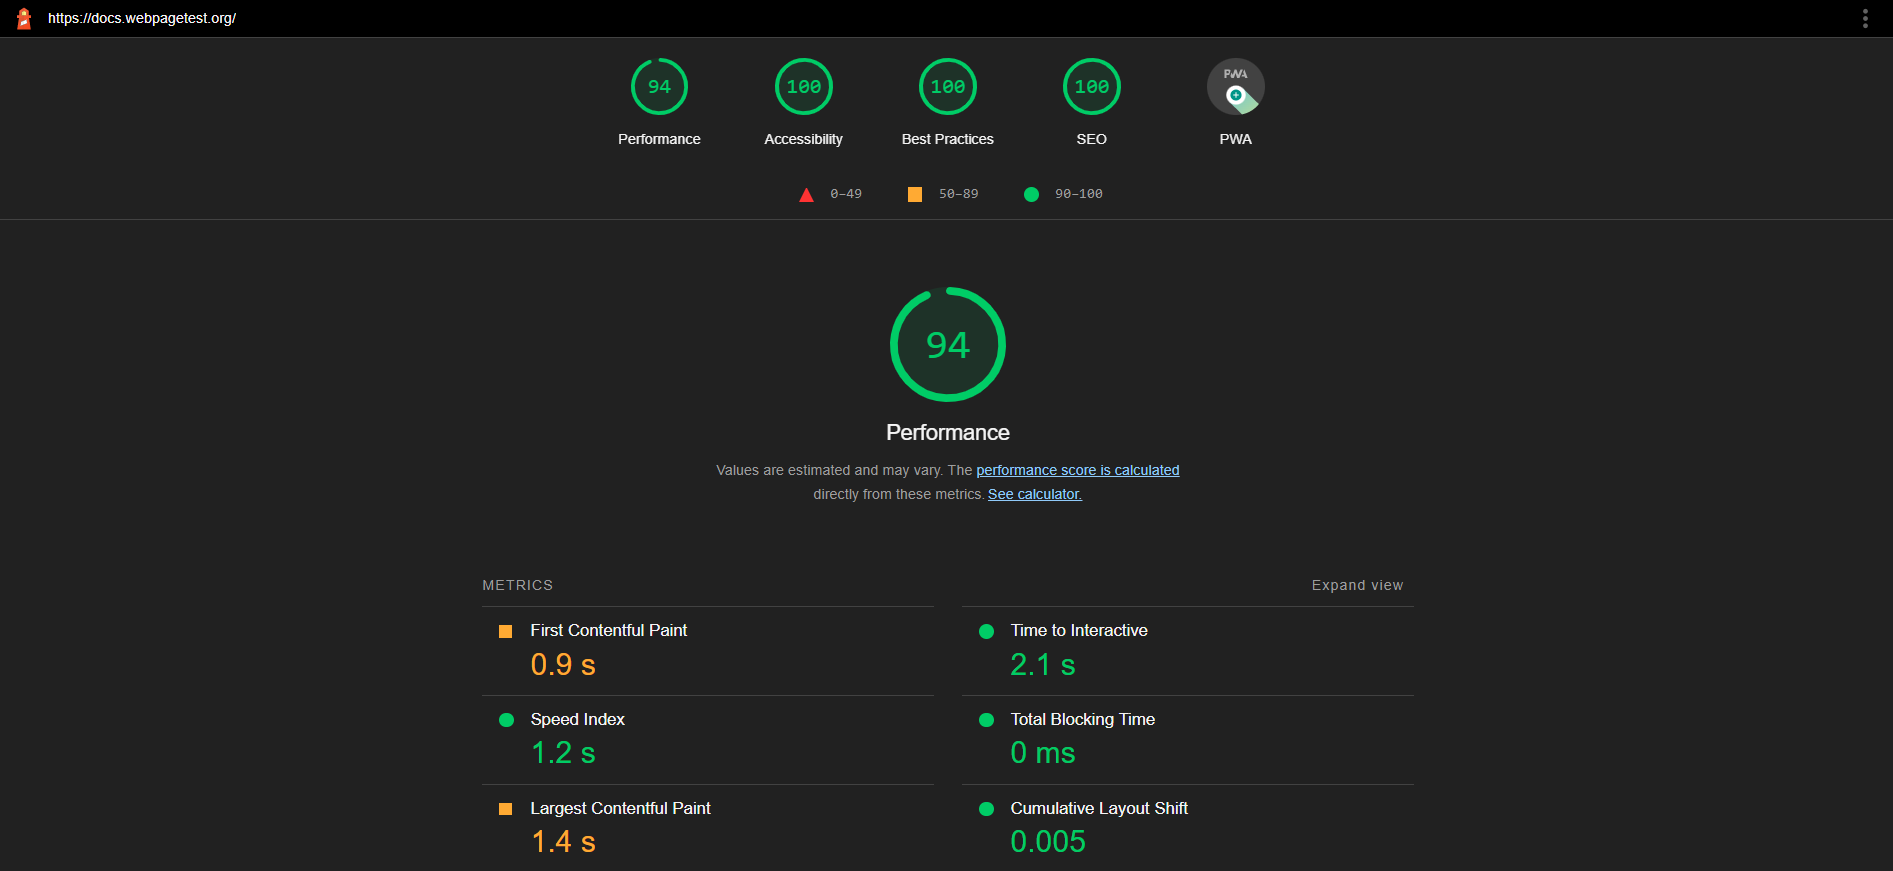 https://docs.webpagetest.org/
94 100 100 100 PWA
Performance Accessibility Best Practices SEO PWA
0–49 50–89 90–100
94
Performance
Values are estimated and may vary. The performance score is calculated
directly from these metrics. See calculator.
METRICS Expand view
First Contentful Paint
0.9 s
Time to Interactive
2.1 s
Speed Index
1.2 s
Total Blocking Time
0 ms
Largest Contentful Paint
1.4 s
Cumulative Layout Shift
0.005